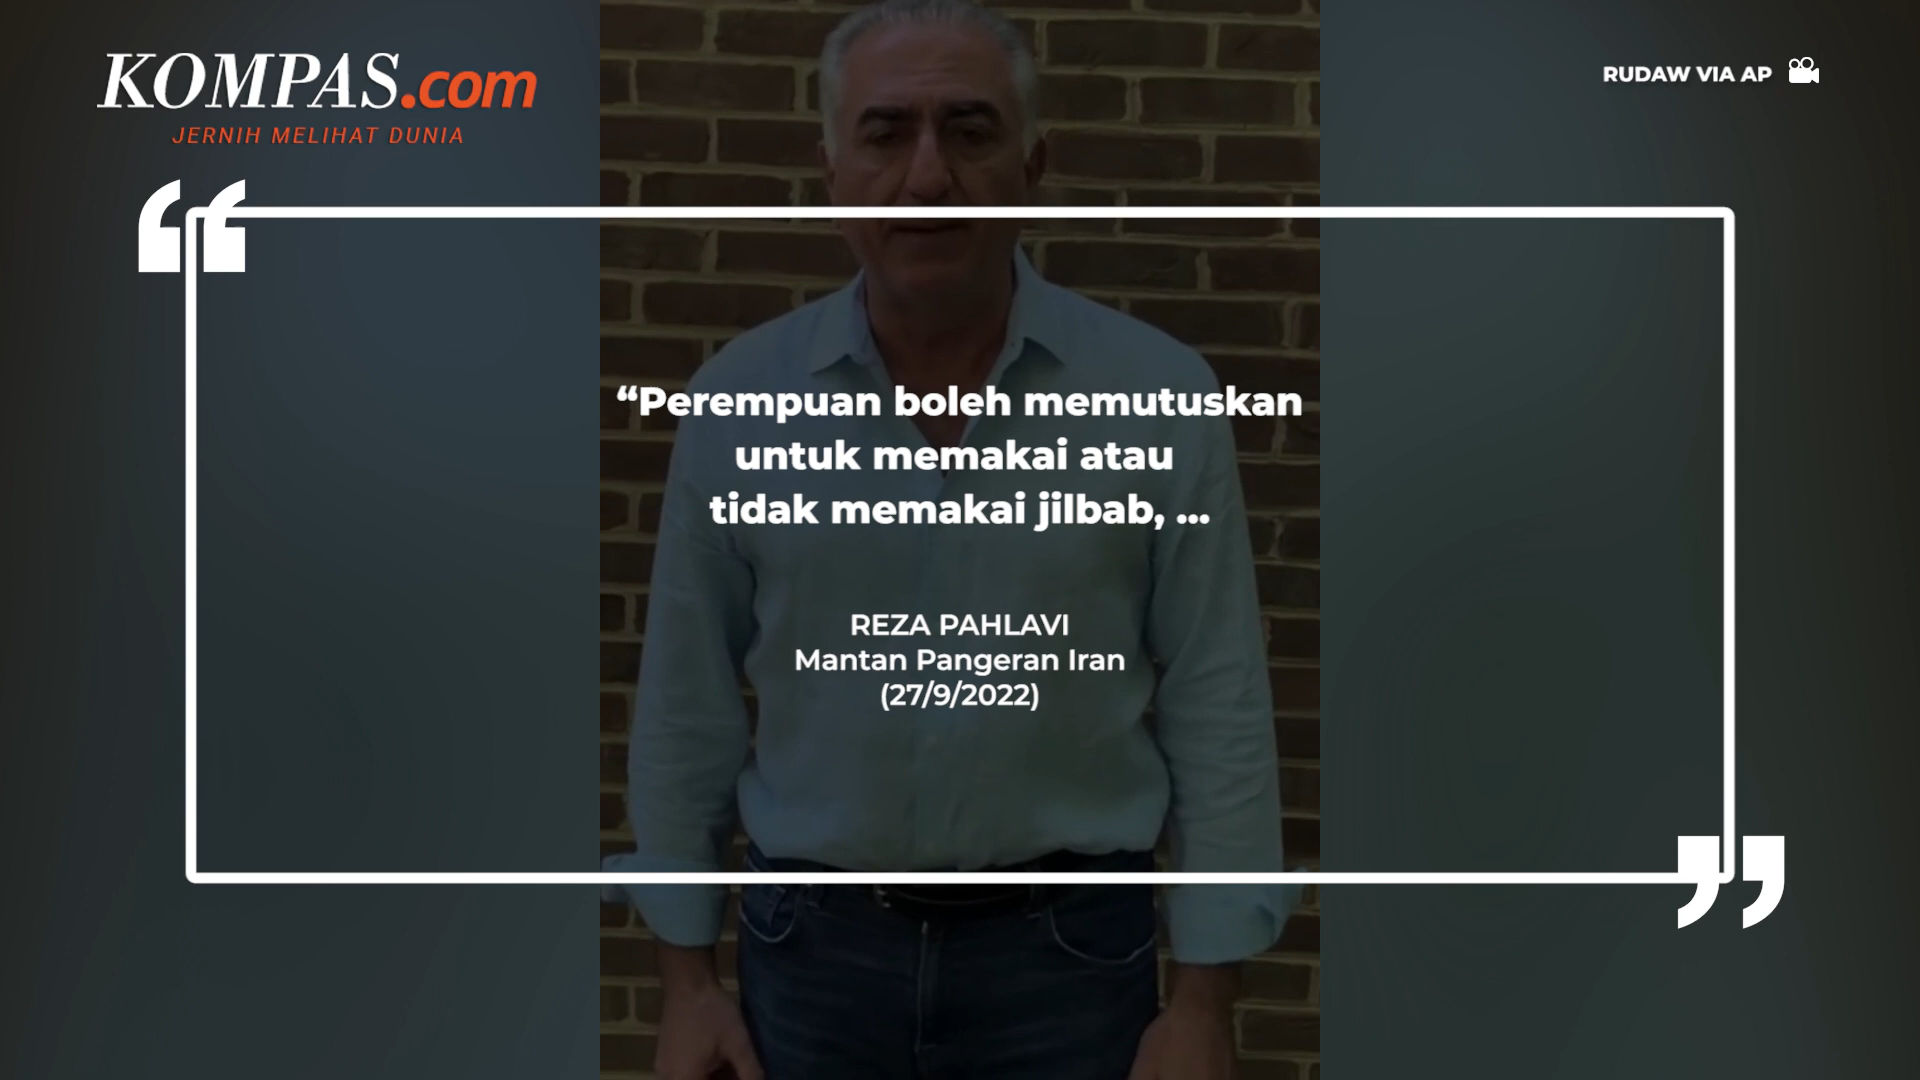 KOMPAS.com
JERNIH MELIHAT DUNIA
RUDAW VIA AP
“Perempuan boleh memutuskan
untuk memakai atau
tidak memakai jilbab, ...
REZA PAHLAVI
Mantan Pangeran Iran
(27/9/2022)